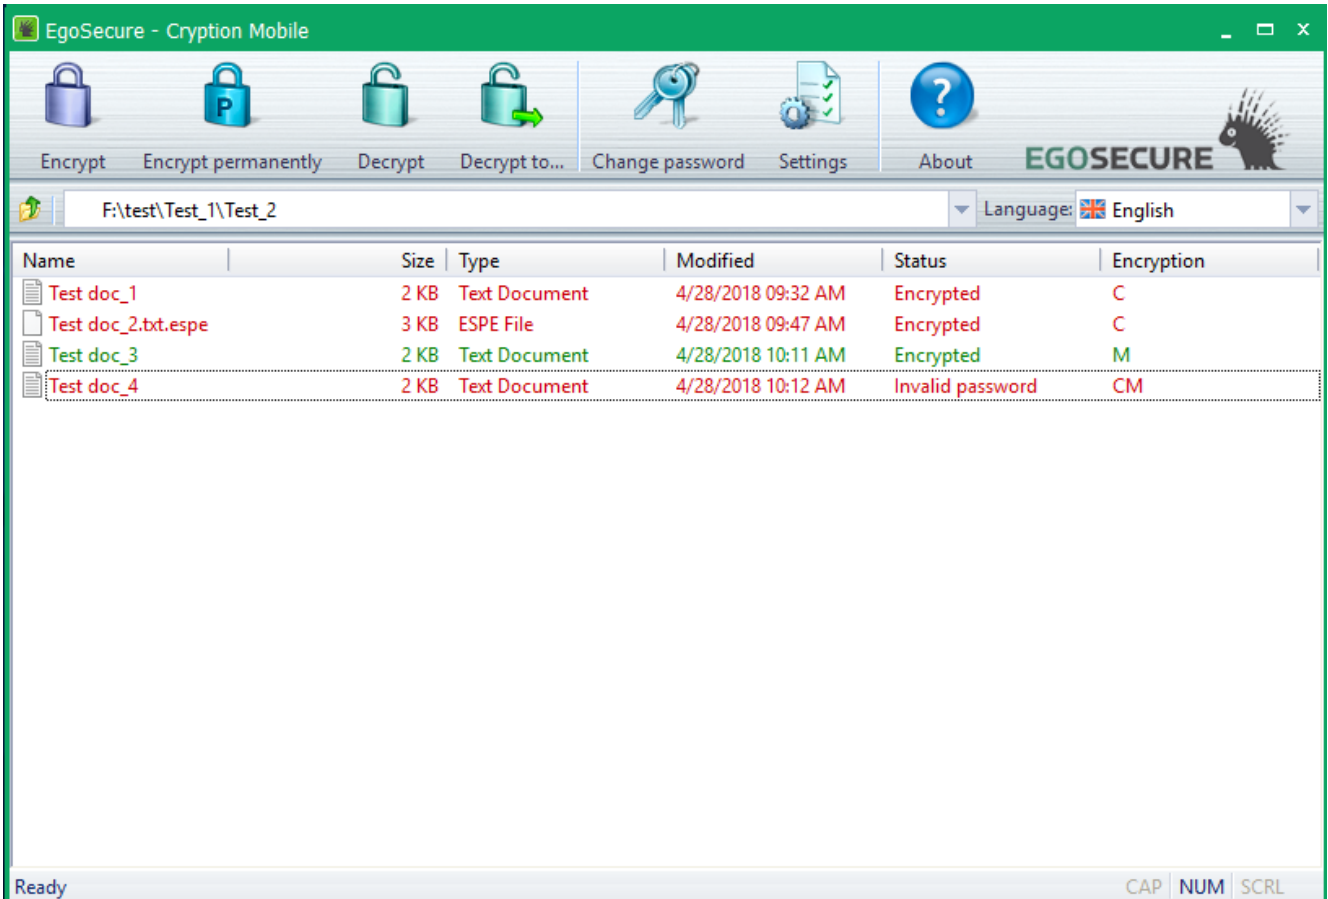 EgoSecure - Cryption Mobile
P
?
Encrypt Encrypt permanently Decrypt Decrypt to... Change password Settings About EGOSECURE
F:\test\Test_1\Test_2 Language: English
Name Size Type Modified Status Encryption
Test doc_1 2 KB Text Document 4/28/2018 09:32 AM Encrypted C
Test doc_2.txt.espe 3 KB ESPE File 4/28/2018 09:47 AM Encrypted C
Test doc_3 2 KB Text Document 4/28/2018 10:11 AM Encrypted M
Test doc_4 2 KB Text Document 4/28/2018 10:12 AM Invalid password CM
Ready CAP NUM SCRL